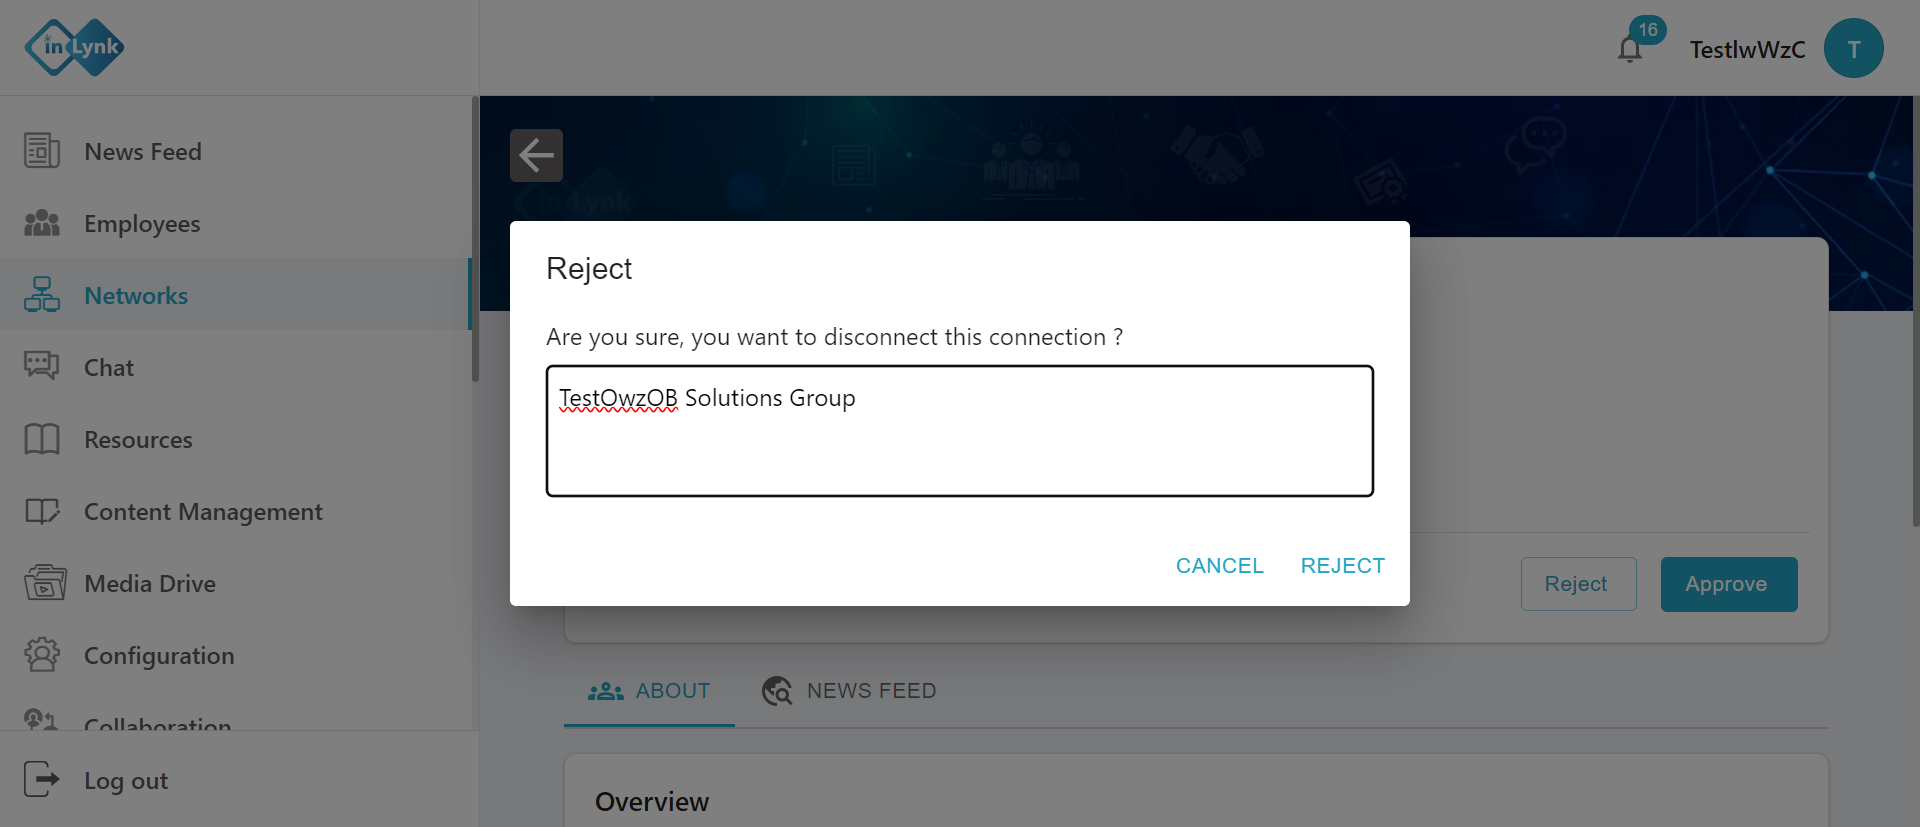 inLynk
16
TestlwWzC
T
News Feed
Employees
Networks
Chat
Resources
Content Management
Media Drive
Configuration
Collaboration
Log out
inLynk
Reject
Are you sure, you want to disconnect this connection ?
TestOwzOB Solutions Group
CANCEL REJECT
Reject Approve
ABOUT NEWS FEED
Overview